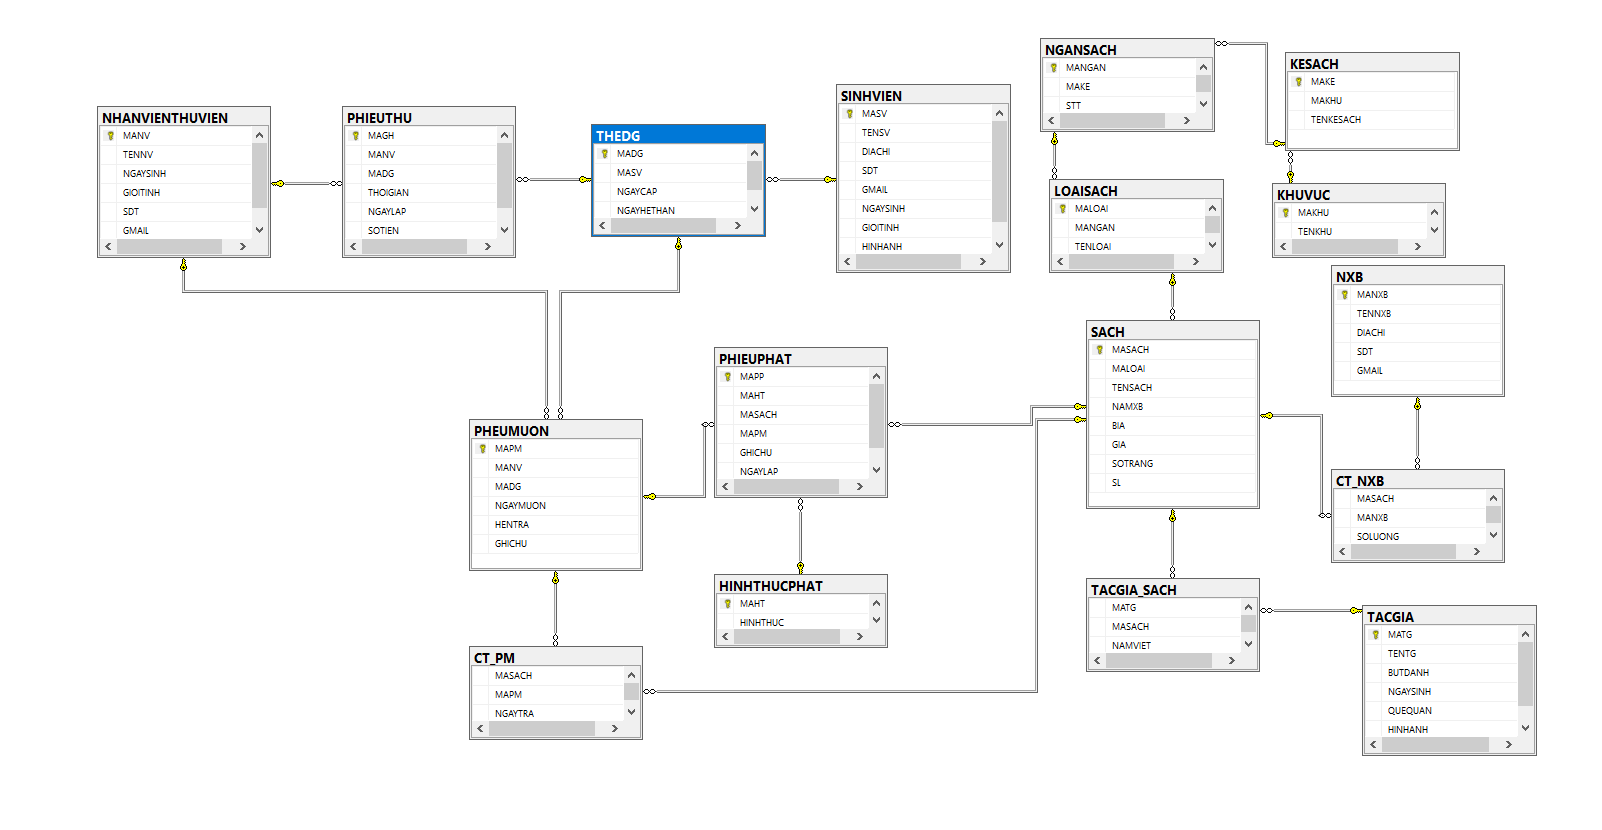 NHANVIENTHUVIEN
MANV
TENNV
NGAYSINH
GIOITINH
SDT
GMAIL
PHIEUTHU
MAGH
MANV
MADG
THOIGIAN
NGAYLAP
SOTIEN
THEDG
MADG
MASV
NGAYCAP
NGAYHETHAN
SINHVIEN
MASV
TENSV
DIACHI
SDT
GMAIL
NGAYSINH
GIOITINH
HINHANH
NGANSACH
MANGAN
MAKE
STT
KESACH
MAKE
MAKHU
TENKESACH
LOAISACH
MALOAI
MANGAN
TENLOAI
KHUVUC
MAKHU
TENKHU
NXB
MANXB
TENNXB
DIACHI
SDT
GMAIL
SACH
MASACH
MALOAI
TENSACH
NAMXB
BIA
GIA
SOTRANG
SL
PHIEUPHAT
MAPP
MAHT
MASACH
MAPM
GHICHU
NGAYLAP
PHEUMUON
MAPM
MANV
MADG
NGAYMUON
HENTRA
GHICHU
CT_NXB
MASACH
MANXB
SOLUONG
HINHTHUCPHAT
MAHT
HINHTHUC
TACGIA_SACH
MATG
MASACH
NAMVIET
TACGIA
MATG
TENTG
BUTDANH
NGAYSINH
QUEQUAN
HINHANH
CT_PM
MASACH
MAPM
NGAYTRA